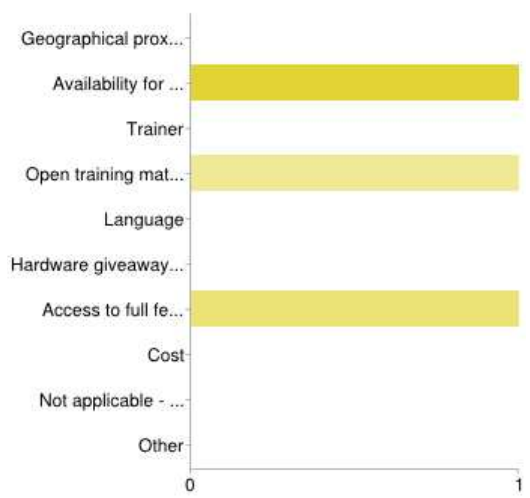 Geographical prox...
Availability for ...
Trainer
Open training mat...
Language
Hardware giveaway...
Access to full fe...
Cost
Not applicable - ...
Other
0 1